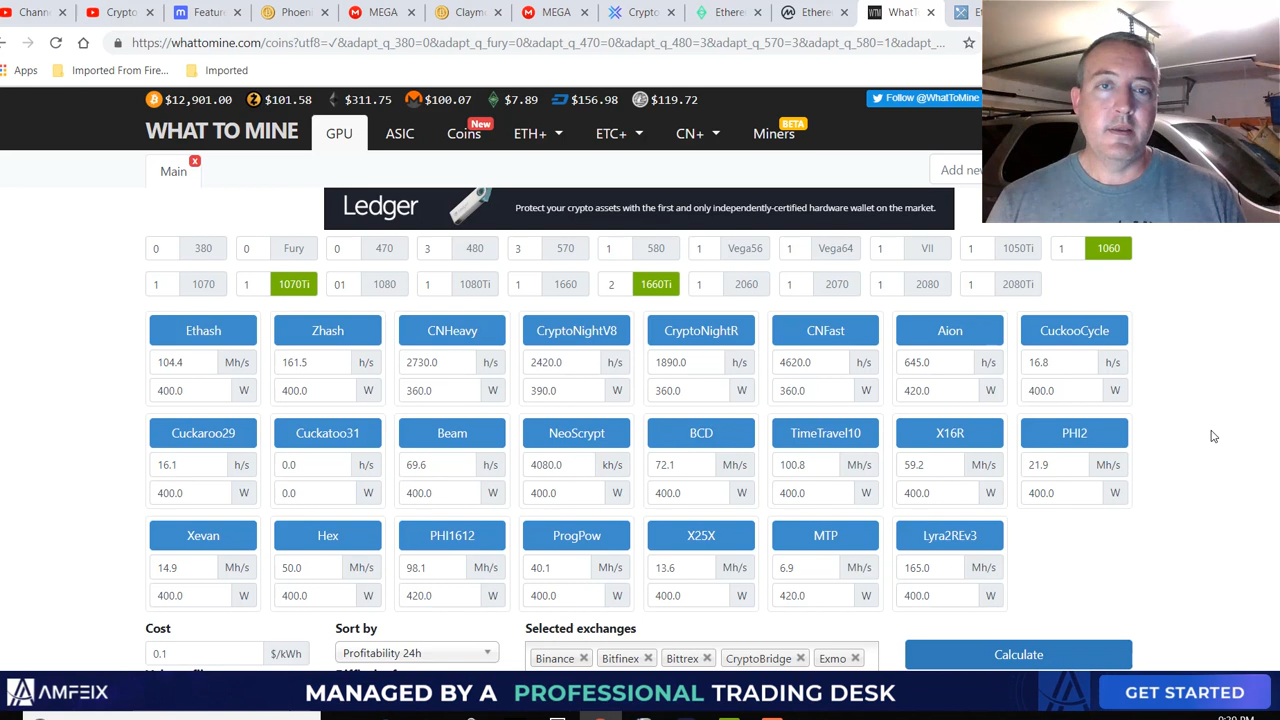 Chann
Crypto
Feature
Phoeni
MEGA
Claym
MEGA
Crypto
Ethere
Ethere
WhatTo
Et
https://whattomine.com/coins?utf8=✓&adapt_q_380=0&adapt_q_fury=0&adapt_q_470=0&adapt_q_480=3&adapt_q_570=3&adapt_q_580=1&adapt_...
Apps
Imported From Fire...
Imported
$12,901.00 $101.58 $311.75 $100.07 $7.89 $156.98 $119.72
Follow @WhatToMine
WHAT TO MINE GPU ASIC Coins New ETH+ ETC+ CN+ Miners BETA
Main x
Add new
Ledger Protect your crypto assets with the first and only independently-certified hardware wallet on the market.
0 380 0 Fury 0 470 3 480 3 570 1 580 1 Vega56 1 Vega64 1 VII 1 1050Ti 1 1060
1 1070 1 1070Ti 01 1080 1 1080Ti 1 1660 2 1660Ti 1 2060 1 2070 1 2080 1 2080Ti
Ethash Zhash CNHeavy CryptoNightV8 CryptoNightR CNFast Aion CuckooCycle
104.4 Mh/s 161.5 h/s 2730.0 h/s 2420.0 h/s 1890.0 h/s 4620.0 h/s 645.0 h/s 16.8 h/s
400.0 W 400.0 W 360.0 W 390.0 W 360.0 W 360.0 W 420.0 W 400.0 W
Cuckaroo29 Cuckatoo31 Beam NeoScrypt BCD TimeTravel10 X16R PHI2
16.1 h/s 0.0 h/s 69.6 h/s 4080.0 kh/s 72.1 Mh/s 100.8 Mh/s 59.2 Mh/s 21.9 Mh/s
400.0 W 0.0 W 400.0 W 400.0 W 400.0 W 400.0 W 400.0 W 400.0 W
Xevan Hex PHI1612 ProgPow X25X MTP Lyra2REv3
14.9 Mh/s 50.0 Mh/s 98.1 Mh/s 40.1 Mh/s 13.6 Mh/s 6.9 Mh/s 165.0 Mh/s
400.0 W 400.0 W 420.0 W 400.0 W 400.0 W 420.0 W 400.0 W
Cost Sort by Selected exchanges
0.1 $/kWh Profitability 24h Binance Bitfinex Bittrex CryptoBridge Exmo Calculate
AMFEIX MANAGED BY A PROFESSIONAL TRADING DESK GET STARTED